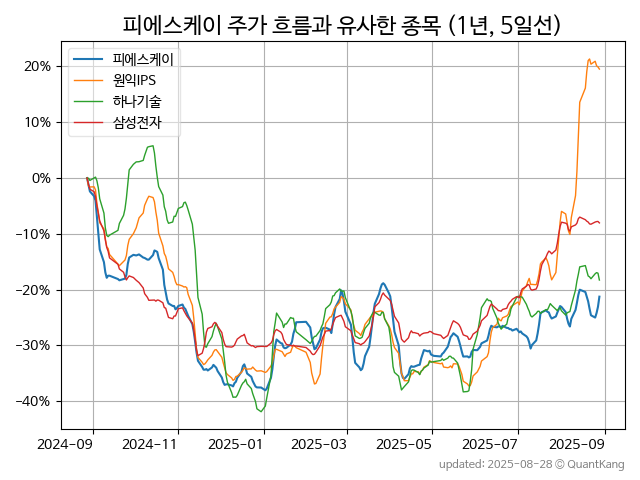 피에스케이 주가 흐름과 유사한 종목 (1년, 5일선)
피에스케이
원익IPS
하나기술
삼성전자
20%
10%
0%
−10%
−20%
−30%
−40%
2024-09 2024-11 2025-01 2025-03 2025-05 2025-07 2025-09
updated: 2025-08-28 ⓒ QuantKang